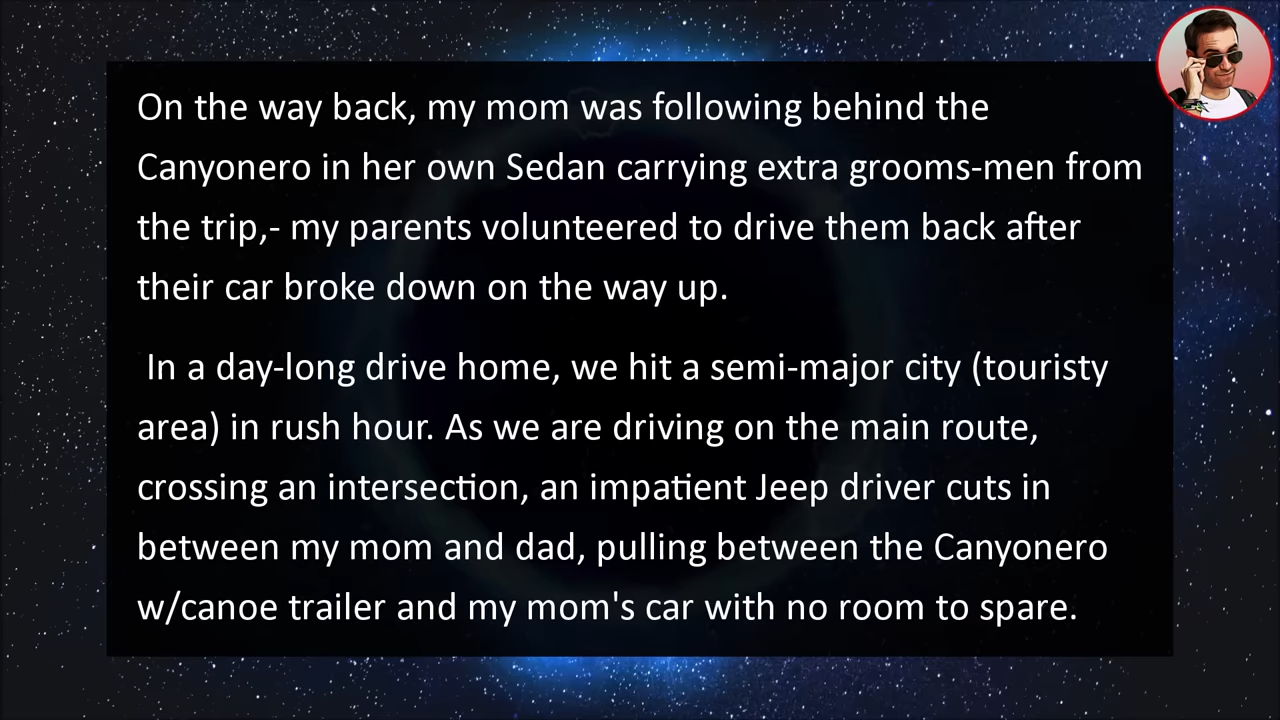 On the way back, my mom was following behind the
Canyonero in her own Sedan carrying extra grooms-men from
the trip,- my parents volunteered to drive them back after
their car broke down on the way up.
In a day-long drive home, we hit a semi-major city (touristy
area) in rush hour. As we are driving on the main route,
crossing an intersection, an impatient Jeep driver cuts in
between my mom and dad, pulling between the Canyonero
w/canoe trailer and my mom's car with no room to spare.